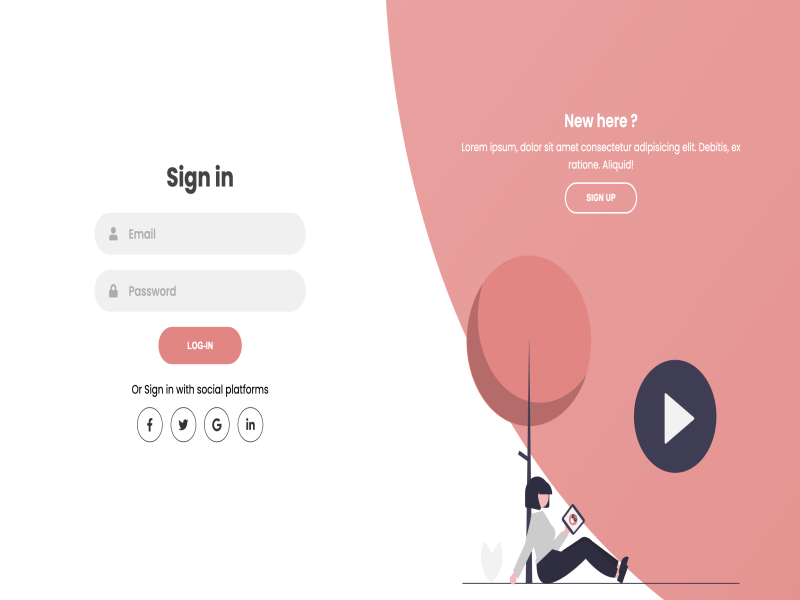 New here ?
Lorem ipsum, dolor sit amet consectetur adipisicing elit. Debitis, ex
ratione. Aliquid!
SIGN UP
Sign in
Email
Password
LOG-IN
Or Sign in with social platforms